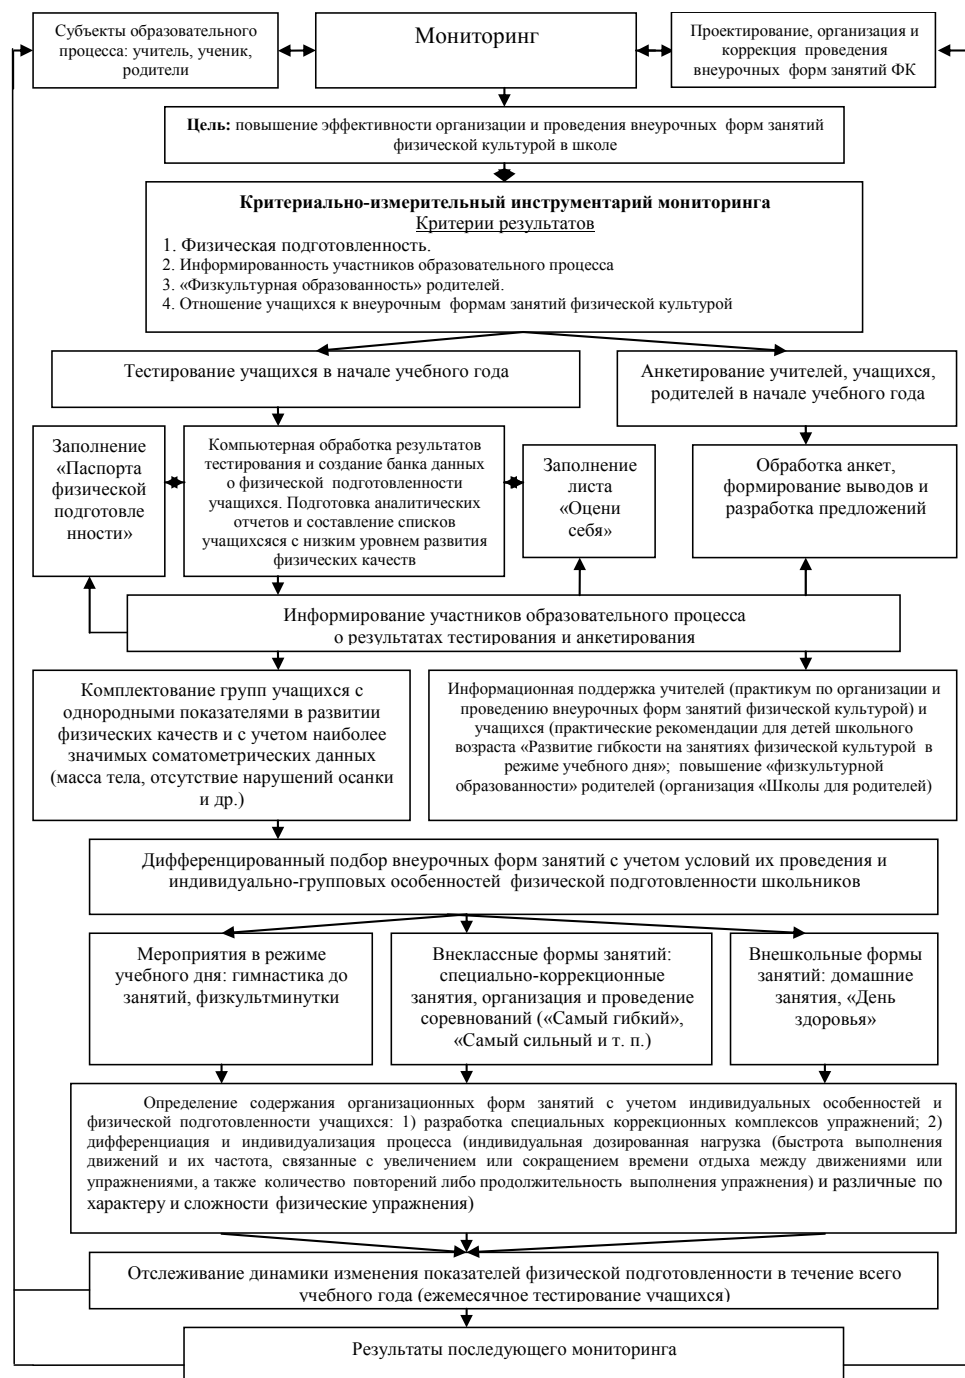 Субъекты образовательного
процесса: учитель, ученик,
родители
Мониторинг
Проектирование, организация и
коррекция проведения
внеурочных форм занятий ФК
Цель: повышение эффективности организации и проведения внеурочных форм занятий
физической культурой в школе
Критериально-измерительный инструментарий мониторинга
Критерии результатов
1. Физическая подготовленность.
2. Информированность участников образовательного процесса
3. «Физкультурная образованность» родителей.
4. Отношение учащихся к внеурочным формам занятий физической культурой
Тестирование учащихся в начале учебного года
Анкетирование учителей, учащихся,
родителей в начале учебного года
Заполнение
«Паспорта
физической
подготовле
нности»
Компьютерная обработка результатов
тестирования и создание банка данных
о физической подготовленности
учащихся. Подготовка аналитических
отчетов и составление списков
учащихсяся с низким уровнем развития
физических качеств
Заполнение
листа
«Оцени
себя»
Обработка анкет,
формирование выводов и
разработка предложений
Информирование участников образовательного процесса
о результатах тестирования и анкетирования
Комплектование групп учащихся с
однородными показателями в развитии
физических качеств и с учетом наиболее
значимых соматометрических данных
(масса тела, отсутствие нарушений осанки
и др.)
Информационная поддержка учителей (практикум по организации и
проведению внеурочных форм занятий физической культурой) и
учащихся (практические рекомендации для детей школьного
возраста «Развитие гибкости на занятиях физической культурой в
режиме учебного дня»; повышение «физкультурной
образованности» родителей (организация «Школы для родителей)
Дифференцированный подбор внеурочных форм занятий с учетом условий их проведения и
индивидуально-групповых особенностей физической подготовленности школьников
Мероприятия в режиме
учебного дня: гимнастика до
занятий, физкультминутки
Внеклассные формы занятий:
специально-коррекционные
занятия, организация и проведение
соревнований («Самый гибкий»,
«Самый сильный и т. п.)
Внешкольные формы
занятий: домашние
занятия, «День
здоровья»
Определение содержания организационных форм занятий с учетом индивидуальных особенностей и
физической подготовленности учащихся: 1) разработка специальных коррекционных комплексов упражнений; 2)
дифференциация и индивидуализация процесса (индивидуальная дозированная нагрузка (быстрота выполнения
движений и их частота, связанные с увеличением или сокращением времени отдыха между движениями или
упражнениями, а также количество повторений либо продолжительность выполнения упражнения) и различные по
характеру и сложности физические упражнения)
Отслеживание динамики изменения показателей физической подготовленности в течение всего
учебного года (ежемесячное тестирование учащихся)
Результаты последующего мониторинга